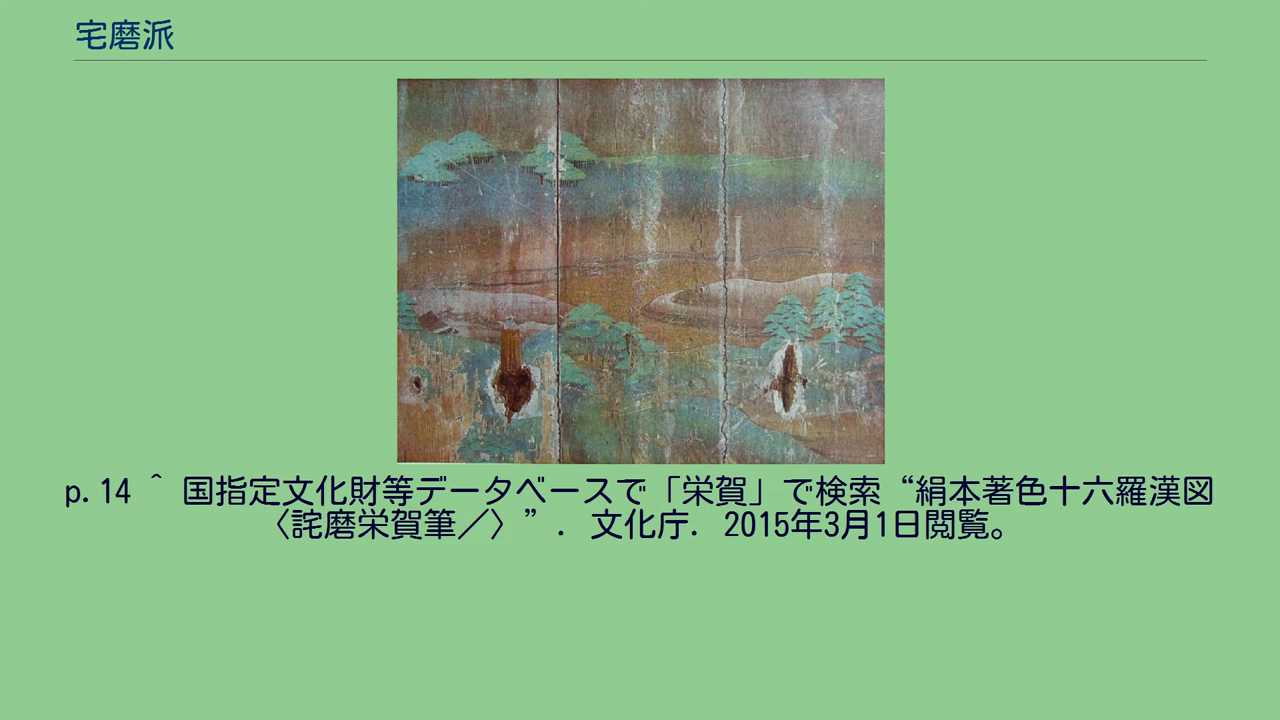 宅磨派
p.14 ^ 国指定文化財等データベースで「栄賀」で検索“絹本著色十六羅漢図
〈詫磨栄賀筆／〉”. 文化庁. 2015年3月1日閲覧。